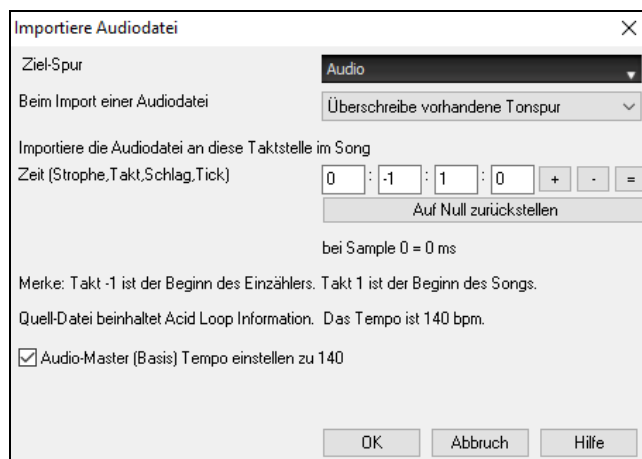 Importiere Audiodatei
Ziel-Spur
Audio
Beim Import einer Audiodatei
Überschreibe vorhandene Tonspur
Importiere die Audiodatei an diese Taktstelle im Song
Zeit (Strophe,Takt,Schlag,Tick)
0 : -1 : 1 : 0 + - =
Auf Null zurückstellen
bei Sample 0 = 0 ms
Merke: Takt -1 ist der Beginn des Einzählers. Takt 1 ist der Beginn des Songs.
Quell-Datei beinhaltet Acid Loop Information. Das Tempo ist 140 bpm.
Audio-Master (Basis) Tempo einstellen zu 140
OK Abbruch Hilfe